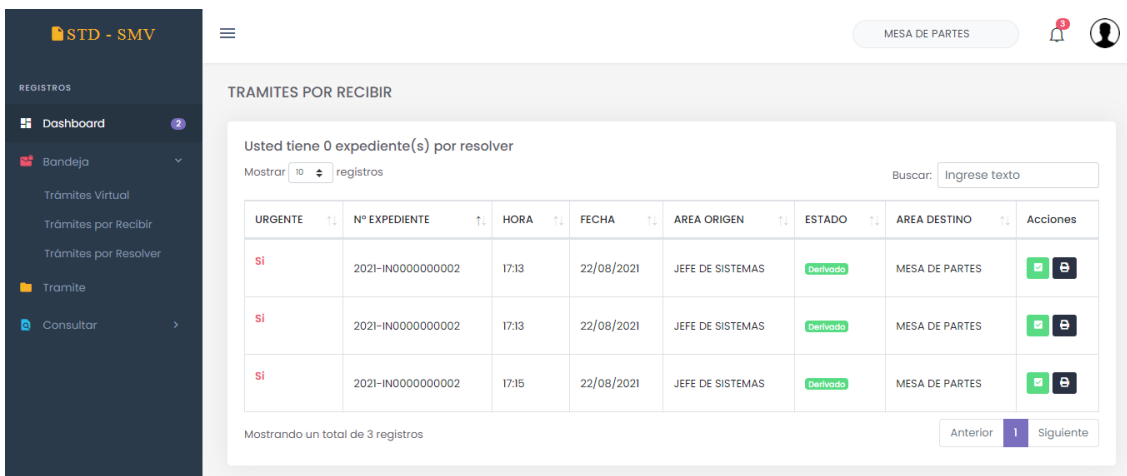 STD - SMV
MESA DE PARTES
3
REGISTROS
Dashboard 2
Bandeja
Trámites Virtual
Trámites por Recibir
Trámites por Resolver
Tramite
Consultar
TRAMITES POR RECIBIR
Usted tiene 0 expediente(s) por resolver
Mostrar 10 registros
Buscar: Ingrese texto
URGENTE N° EXPEDIENTE HORA FECHA AREA ORIGEN ESTADO AREA DESTINO Acciones
Si 2021-IN0000000002 17:13 22/08/2021 JEFE DE SISTEMAS Derivado MESA DE PARTES
Si 2021-IN0000000002 17:13 22/08/2021 JEFE DE SISTEMAS Derivado MESA DE PARTES
Si 2021-IN0000000002 17:15 22/08/2021 JEFE DE SISTEMAS Derivado MESA DE PARTES
Mostrando un total de 3 registros
Anterior 1 Siguiente